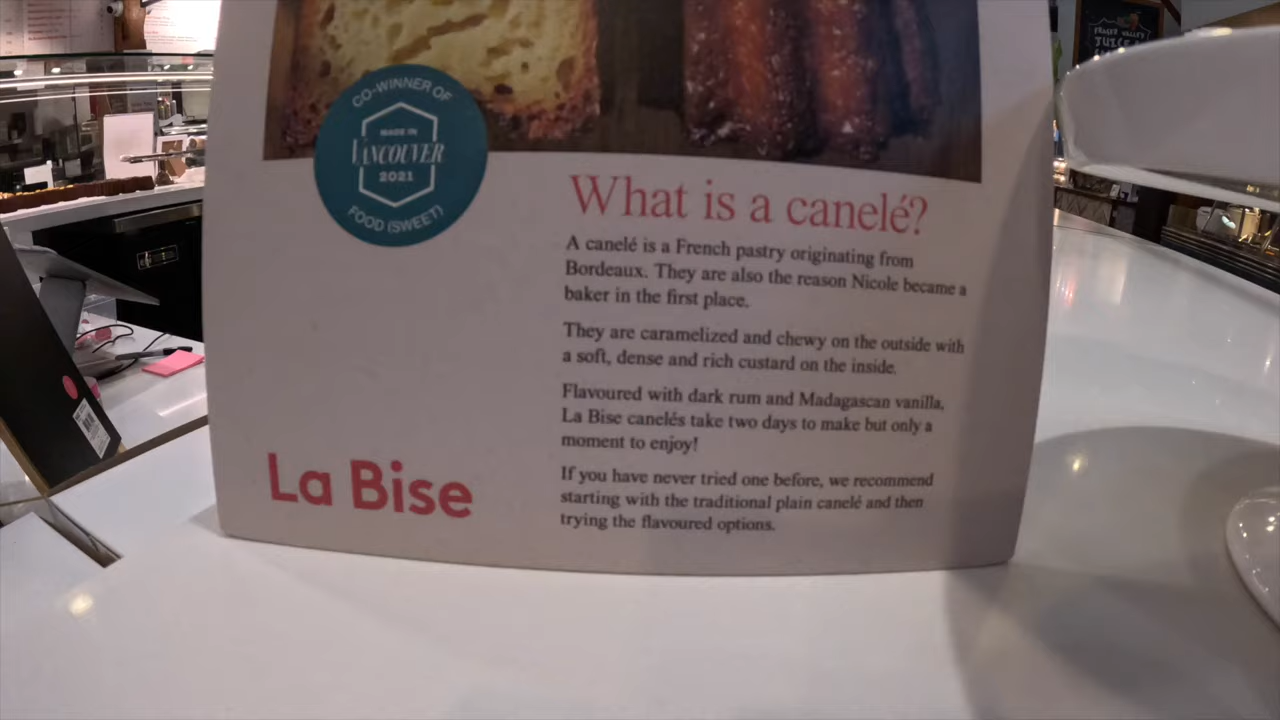 CO-WINNER OF
MADE IN
VANCOUVER
2021
FOOD (SWEET)
What is a canelé?
A canelé is a French pastry originating from
Bordeaux. They are also the reason Nicole became a
baker in the first place.
They are caramelized and chewy on the outside with
a soft, dense and rich custard on the inside.
Flavoured with dark rum and Madagascan vanilla,
La Bise canelés take two days to make but only a
moment to enjoy!
If you have never tried one before, we recommend
starting with the traditional plain canelé and then
trying the flavoured options.
La Bise
FRASER VALLEY
JUICE